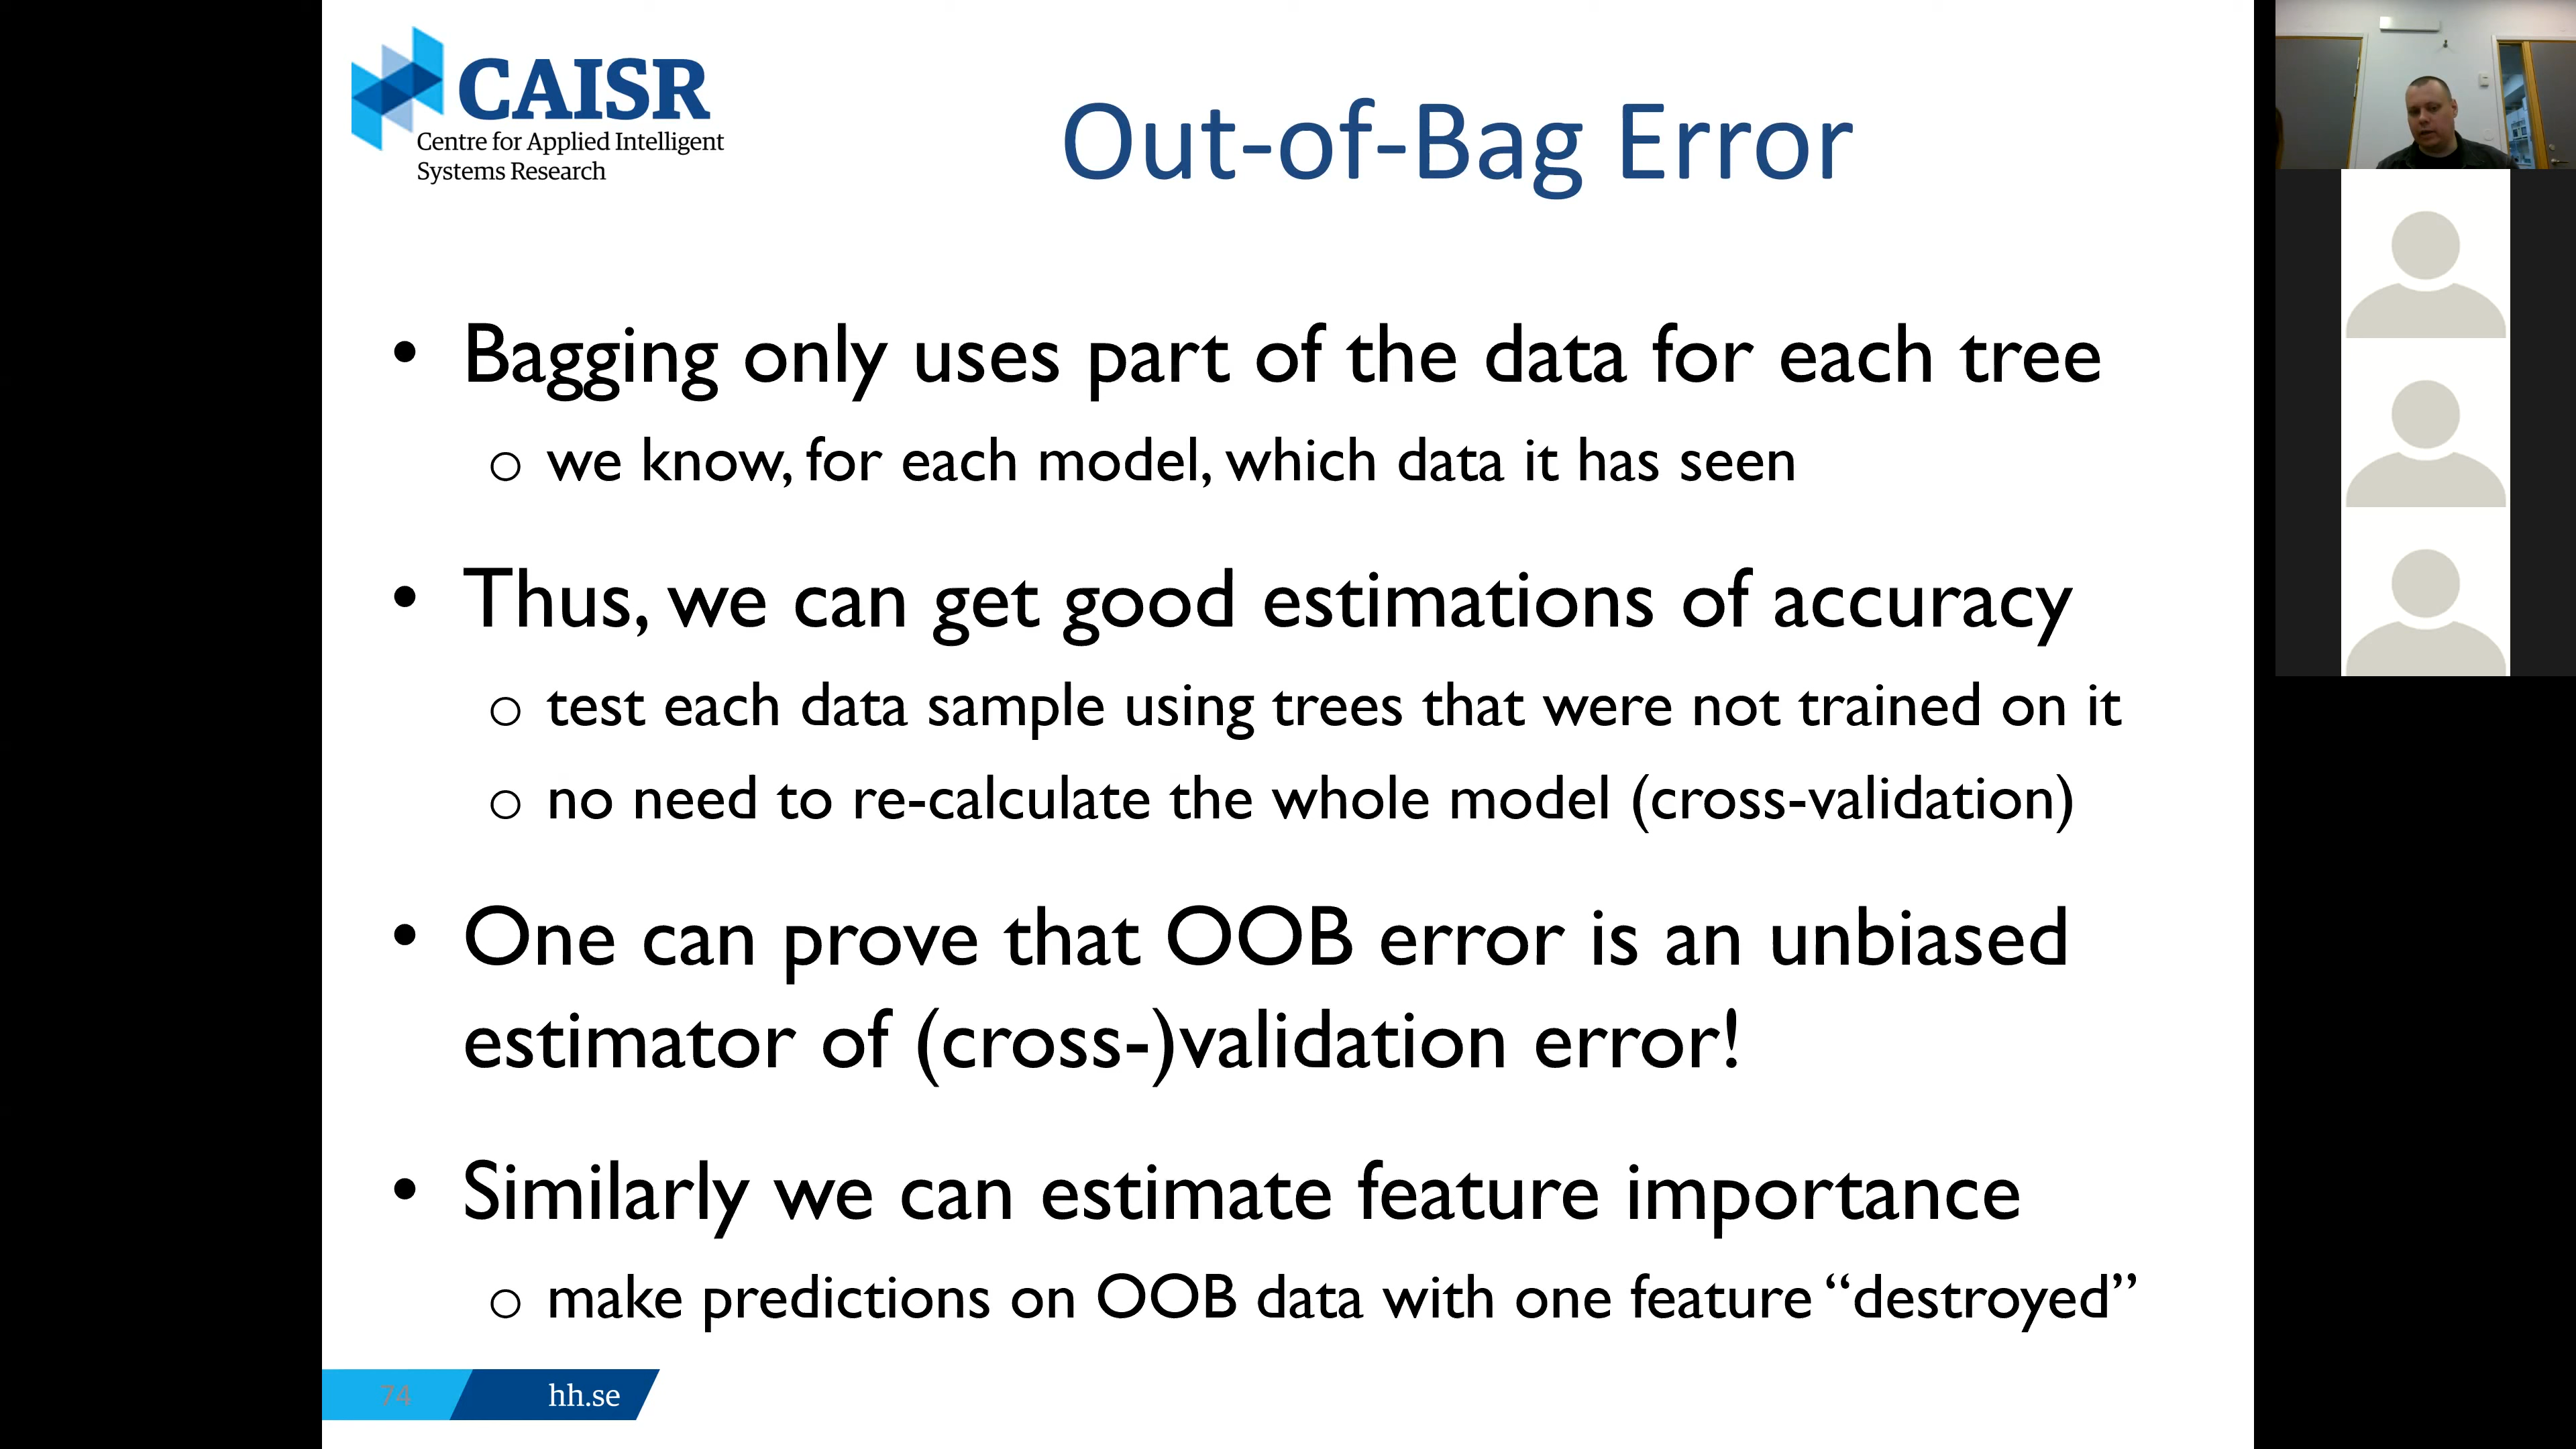 CAISR
Centre for Applied Intelligent
Systems Research
Out-of-Bag Error
• Bagging only uses part of the data for each tree
o we know, for each model, which data it has seen
• Thus, we can get good estimations of accuracy
o test each data sample using trees that were not trained on it
o no need to re-calculate the whole model (cross-validation)
• One can prove that OOB error is an unbiased
estimator of (cross-)validation error!
• Similarly we can estimate feature importance
o make predictions on OOB data with one feature “destroyed”
74
hh.se